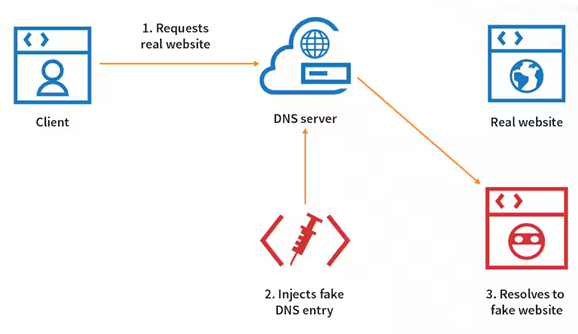 1. Requests
real website
Client
DNS server
Real website
2. Injects fake
DNS entry
3. Resolves to
fake website